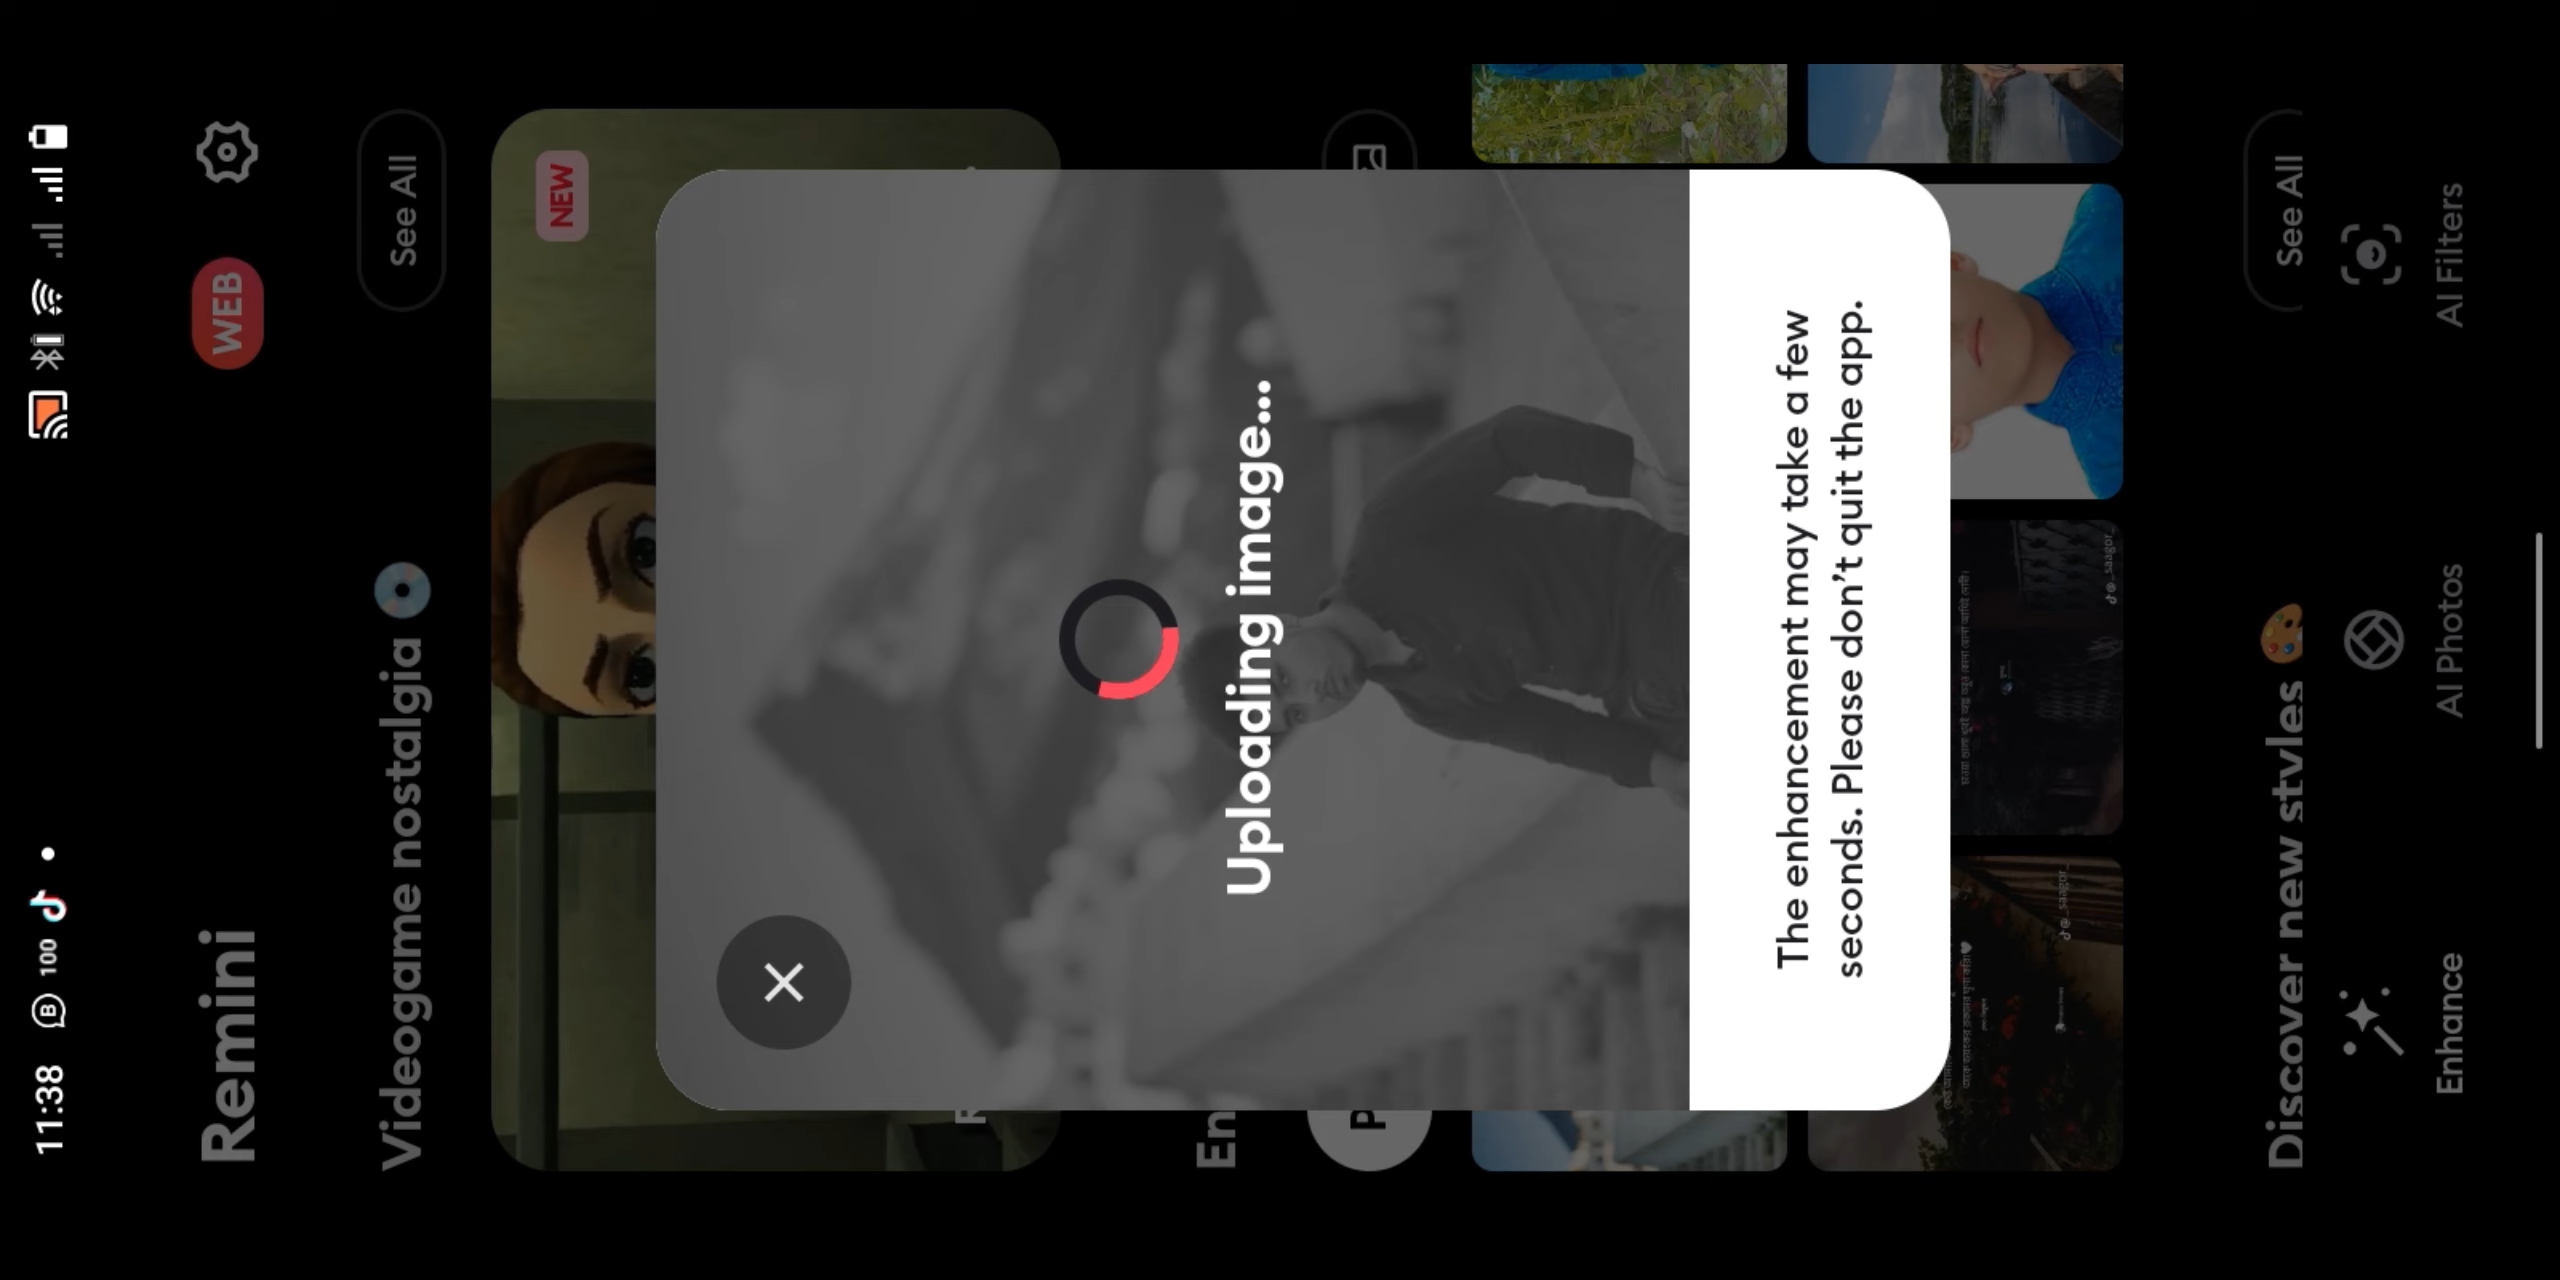 11:38
100
Remini
WEB
Videogame nostalgia
See All
NEW
R
En
P
Uploading image...
The enhancement may take a few
seconds. Please don't quit the app.
Discover new styles
See All
Enhance
AI Photos
AI Filters